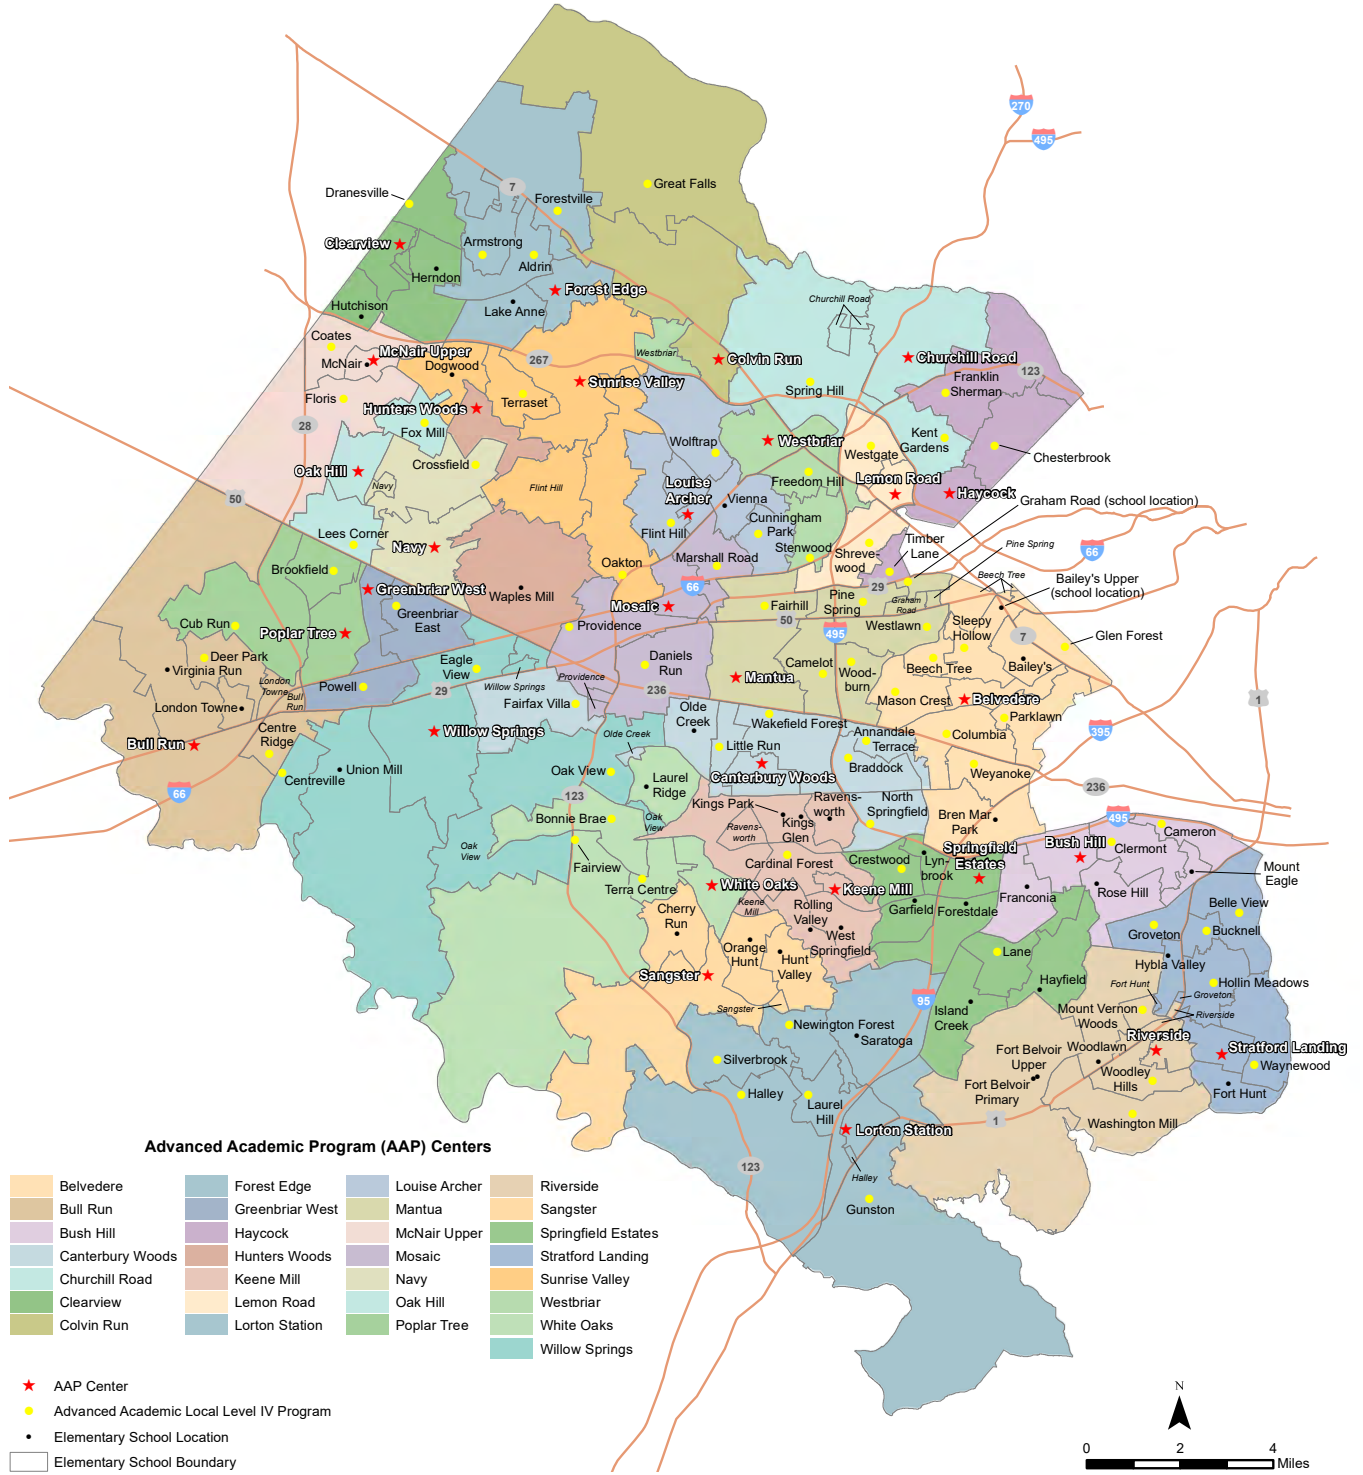 270
495
7
Great Falls
Dranesville
Forestville
Clearview
Armstrong
Aldrin
Herndon
Forest Edge
Hutchison
Lake Anne
Churchill Road
Coates
McNair Upper
McNair
Dogwood
267
Westbriar
Colvin Run
Churchill Road
Franklin
Sherman
123
Sunrise Valley
Spring Hill
Floris
Hunters Woods
Terraset
Fox Mill
28
Wolftrap
Westbriar
Kent
Gardens
Westgate
Chesterbrook
Oak Hill
Crossfield
Navy
Flint Hill
Louise
Archer
Vienna
Freedom Hill
Lemon Road
Haycock
Graham Road (school location)
50
Lees Corner
Navy
Flint Hill
Cunningham
Park
Stenwood
Shreve-
wood
Timber
Lane
Pine Spring
66
Brookfield
Marshall Road
Oakton
Beech Tree
Bailey's Upper
(school location)
Greenbriar West
Waples Mill
66
29
Greenbriar
East
Mosaic
Fairhill
Pine
Spring
Graham
Road
Cub Run
Poplar Tree
Providence
50
495
Westlawn
Sleepy
Hollow
7
Glen Forest
Deer Park
Virginia Run
Eagle
View
Daniels
Run
Camelot
Wood-
burn
Beech Tree
Bailey's
London
Towne
Bull
Run
Powell
29
Willow Springs
Providence
236
Mantua
Mason Crest
Belvedere
London Towne
Fairfax Villa
Olde
Creek
Wakefield Forest
Parklawn
1
Centre
Ridge
Bull Run
Willow Springs
Olde Creek
Little Run
Annandale
Terrace
Columbia
395
Centreville
Union Mill
Oak View
Canterbury Woods
Braddock
Weyanoke
66
123
Laurel
Ridge
Kings Park
Ravens-
worth
North
Springfield
236
Bonnie Brae
Oak
View
Ravens-
worth
Kings
Glen
Bren Mar
Park
495
Cameron
Oak
View
Fairview
Cardinal Forest
Crestwood
Lyn-
brook
Springfield
Estates
Bush Hill
Clermont
Mount
Eagle
Terra Centre
White Oaks
Keene Mill
Keene
Mill
Garfield
Forestdale
Franconia
Rose Hill
Belle View
Cherry
Run
Rolling
Valley
West
Springfield
Groveton
Bucknell
Orange
Hunt
Hunt
Valley
Lane
Hybla Valley
Sangster
Hayfield
Fort Hunt
Hollin Meadows
Groveton
95
Sangster
Island
Creek
Mount Vernon
Woods
Riverside
Newington Forest
Saratoga
Riverside
Stratford Landing
Silverbrook
Fort Belvoir
Upper
Woodlawn
Woodley
Hills
Waynewood
Halley
Laurel
Hill
Fort Belvoir
Primary
Fort Hunt
Lorton Station
1
Washington Mill
123
Halley
Gunston
Advanced Academic Program (AAP) Centers
Belvedere
Bull Run
Bush Hill
Canterbury Woods
Churchill Road
Clearview
Colvin Run
Forest Edge
Greenbriar West
Haycock
Hunters Woods
Keene Mill
Lemon Road
Lorton Station
Louise Archer
Mantua
McNair Upper
Mosaic
Navy
Oak Hill
Poplar Tree
Riverside
Sangster
Springfield Estates
Stratford Landing
Sunrise Valley
Westbriar
White Oaks
Willow Springs
AAP Center
Advanced Academic Local Level IV Program
Elementary School Location
Elementary School Boundary
N
0 2 4
Miles